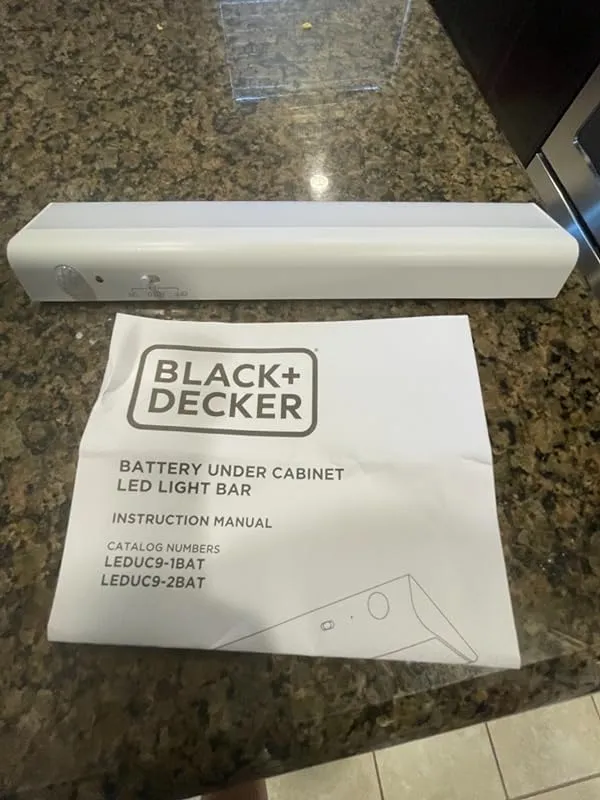 BLACK+
DECKER
BATTERY UNDER CABINET
LED LIGHT BAR
INSTRUCTION MANUAL
CATALOG NUMBERS
LEDUC9-1BAT
LEDUC9-2BAT